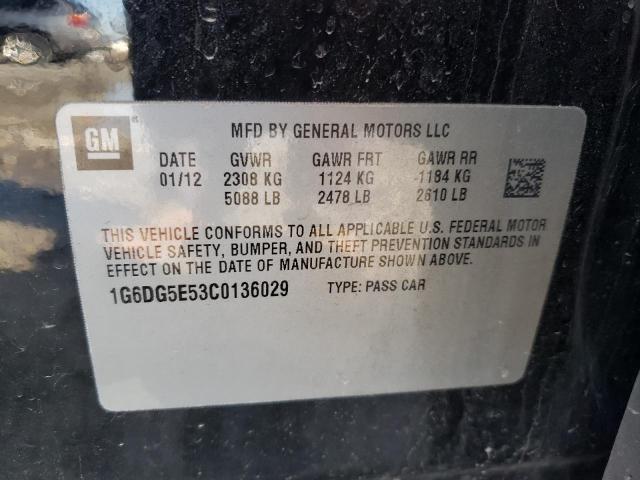 GM ®
MFD BY GENERAL MOTORS LLC
DATE GVWR GAWR FRT GAWR RR
01/12 2308 KG 1124 KG 1184 KG
5088 LB 2478 LB 2610 LB
THIS VEHICLE CONFORMS TO ALL APPLICABLE U.S. FEDERAL MOTOR
VEHICLE SAFETY, BUMPER, AND THEFT PREVENTION STANDARDS IN
EFFECT ON THE DATE OF MANUFACTURE SHOWN ABOVE.
1G6DG5E53C0136029 TYPE: PASS CAR